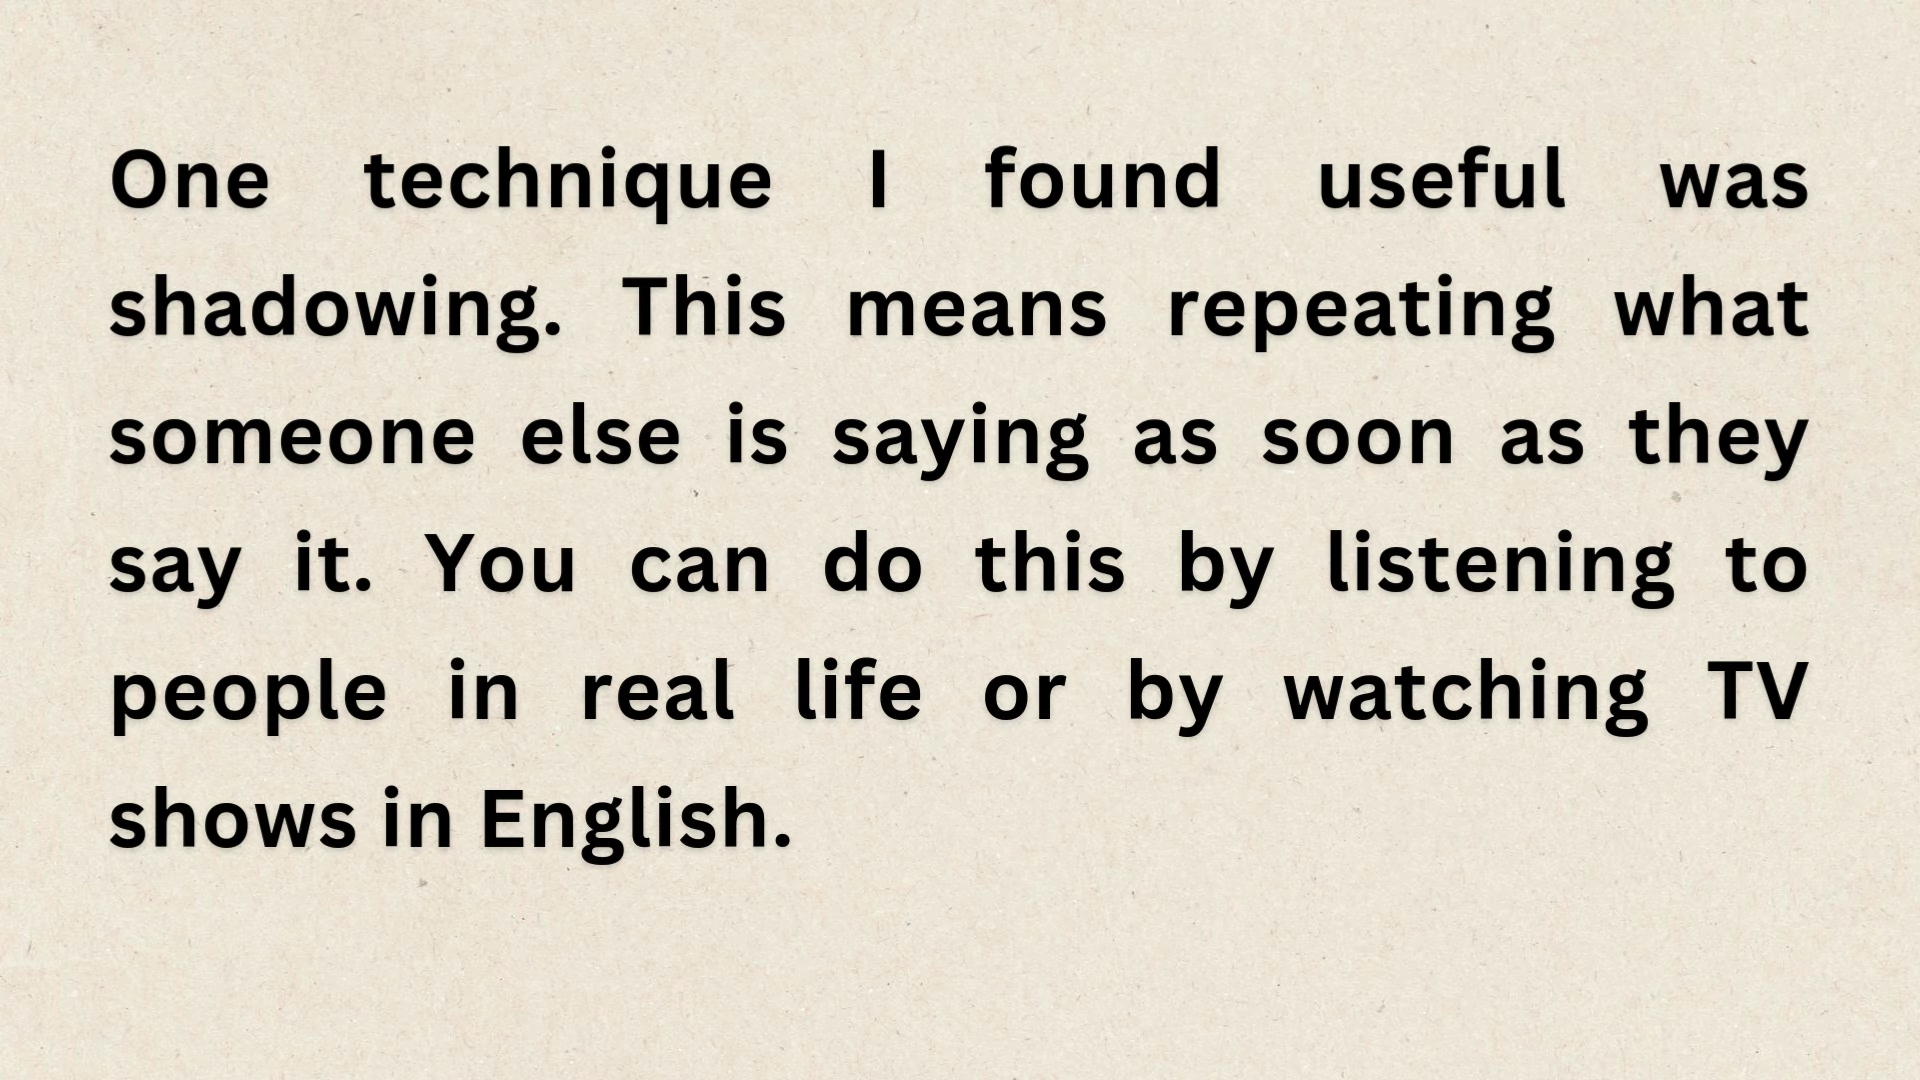 One technique I found useful was
shadowing. This means repeating what
someone else is saying as soon as they
say it. You can do this by listening to
people in real life or by watching TV
shows in English.